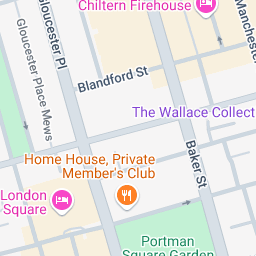 Chiltern Firehouse
Gloucester Pl
Manchester
Gloucester Place Mews
Blandford St
The Wallace Collect
Baker St
Home House, Private
Member's Club
London
Square
Portman
Square Garden